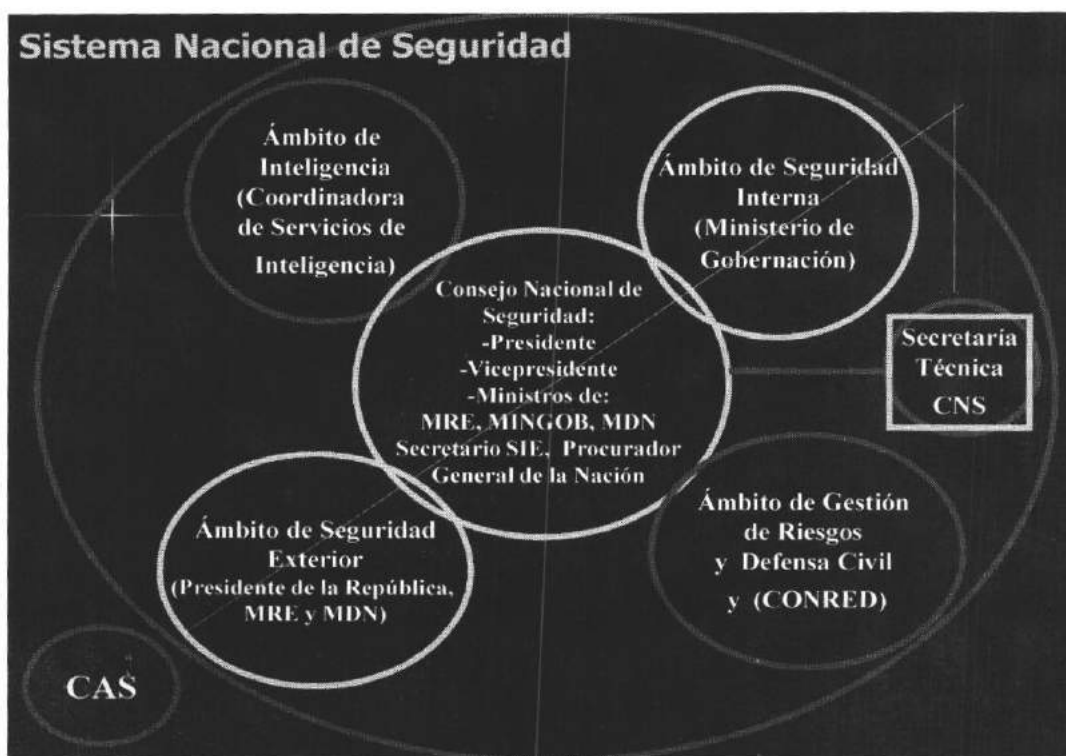 Sistema Nacional de Seguridad
Ámbito de
Inteligencia
(Coordinadora
de Servicios de
Inteligencia)
Ámbito de Seguridad
Interna
(Ministerio de
Gobernación)
Consejo Nacional de
Seguridad:
-Presidente
-Vicepresidente
-Ministros de:
MRE, MINGOB, MDN
Secretario SIE, Procurador
General de la Nación
Secretaría
Técnica
CNS
Ámbito de Seguridad
Exterior
(Presidente de la República,
MRE y MDN)
Ámbito de Gestión
de Riesgos
y Defensa Civil
y (CONRED)
CAS